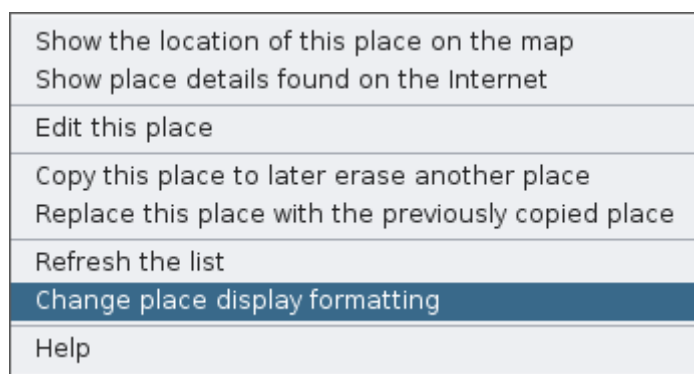 Show the location of this place on the map
Show place details found on the Internet
Edit this place
Copy this place to later erase another place
Replace this place with the previously copied place
Refresh the list
Change place display formatting
Help